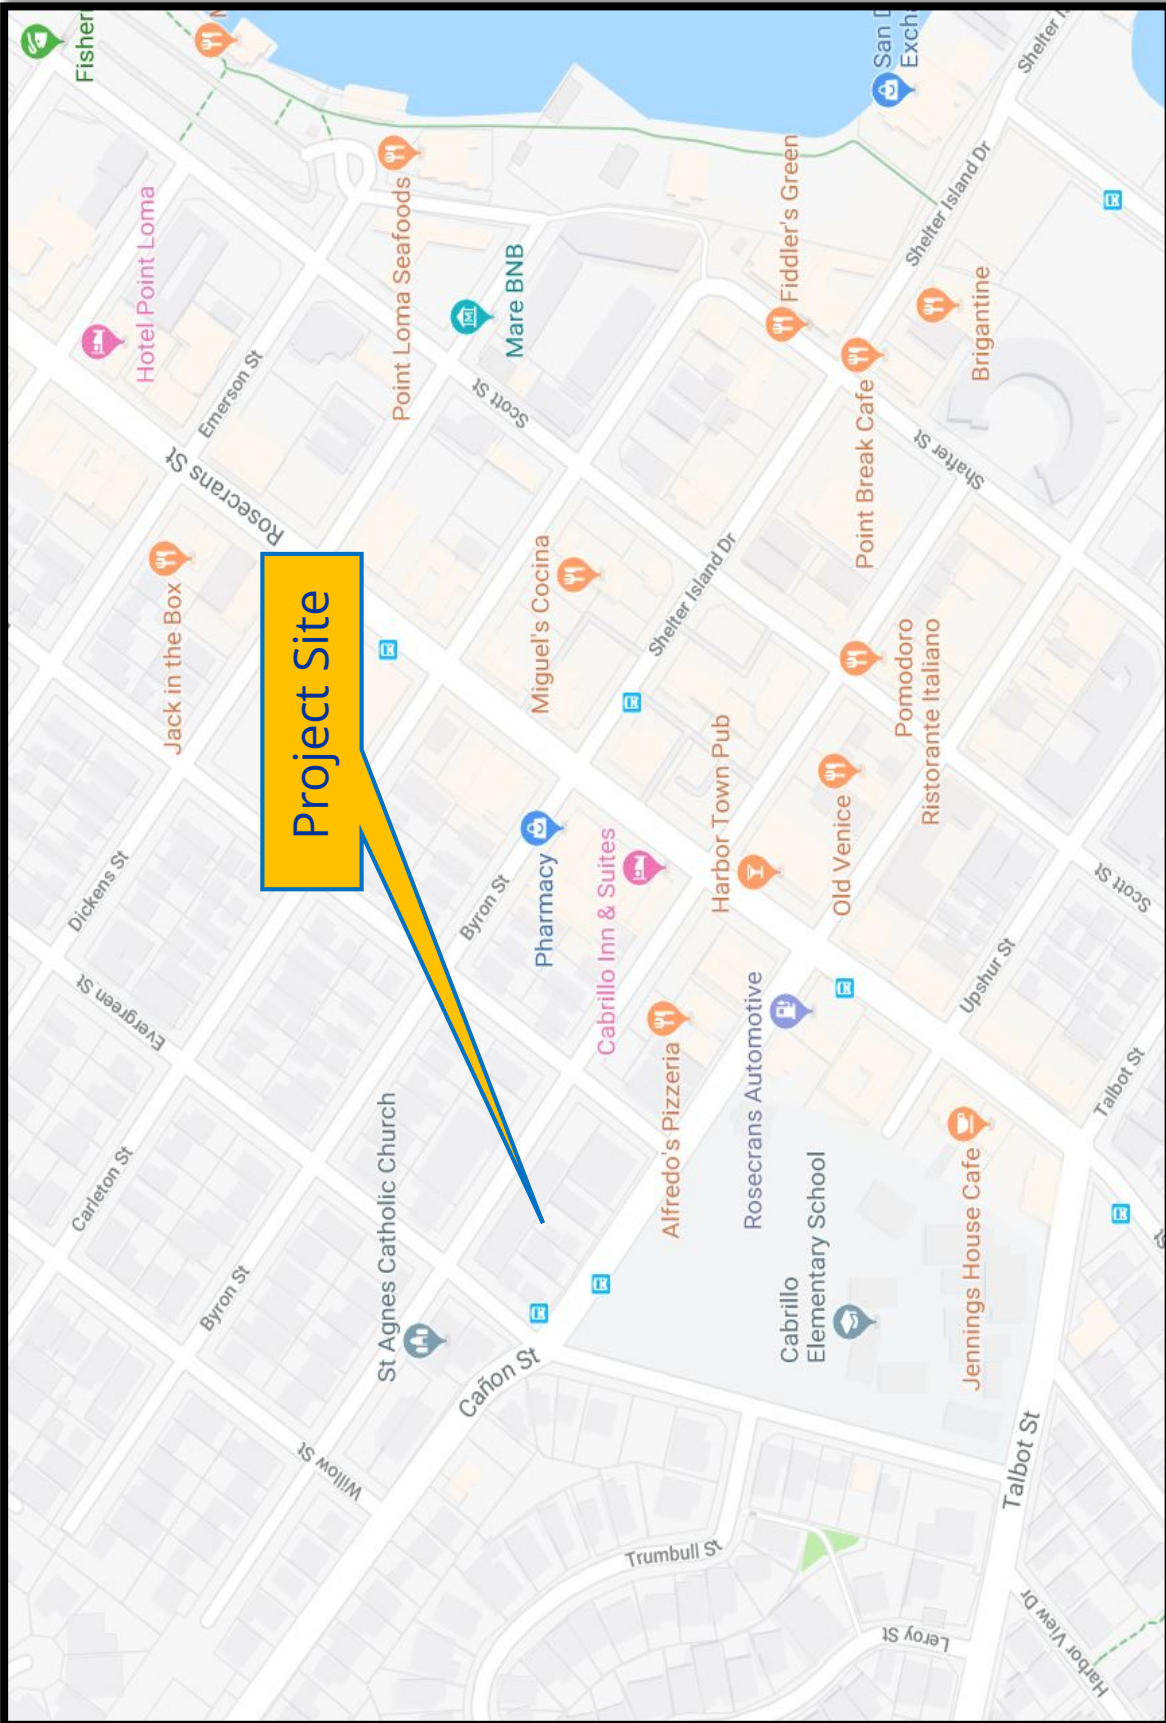 Fisher
Hotel Point Loma
Point Loma Seafoods
Mare BNB
San D
Excha
Shelter I
Shelter Island Dr
Fiddler's Green
Brigantine
Point Break Cafe
Shafter St
Emerson St
Rosecrans St
Scott St
Jack in the Box
Project Site
Miguel's Cocina
Shelter Island Dr
Pomodoro
Ristorante Italiano
Harbor Town Pub
Old Venice
Scott St
Dickens St
Evergreen St
Byron St
Pharmacy
Cabrillo Inn & Suites
Alfredo's Pizzeria
Rosecrans Automotive
Upshur St
Talbot St
Carleton St
Byron St
St Agnes Catholic Church
Cañon St
Cabrillo
Elementary School
Jennings House Cafe
Willow St
Trumbull St
Talbot St
Leroy St
Harbor View Dr